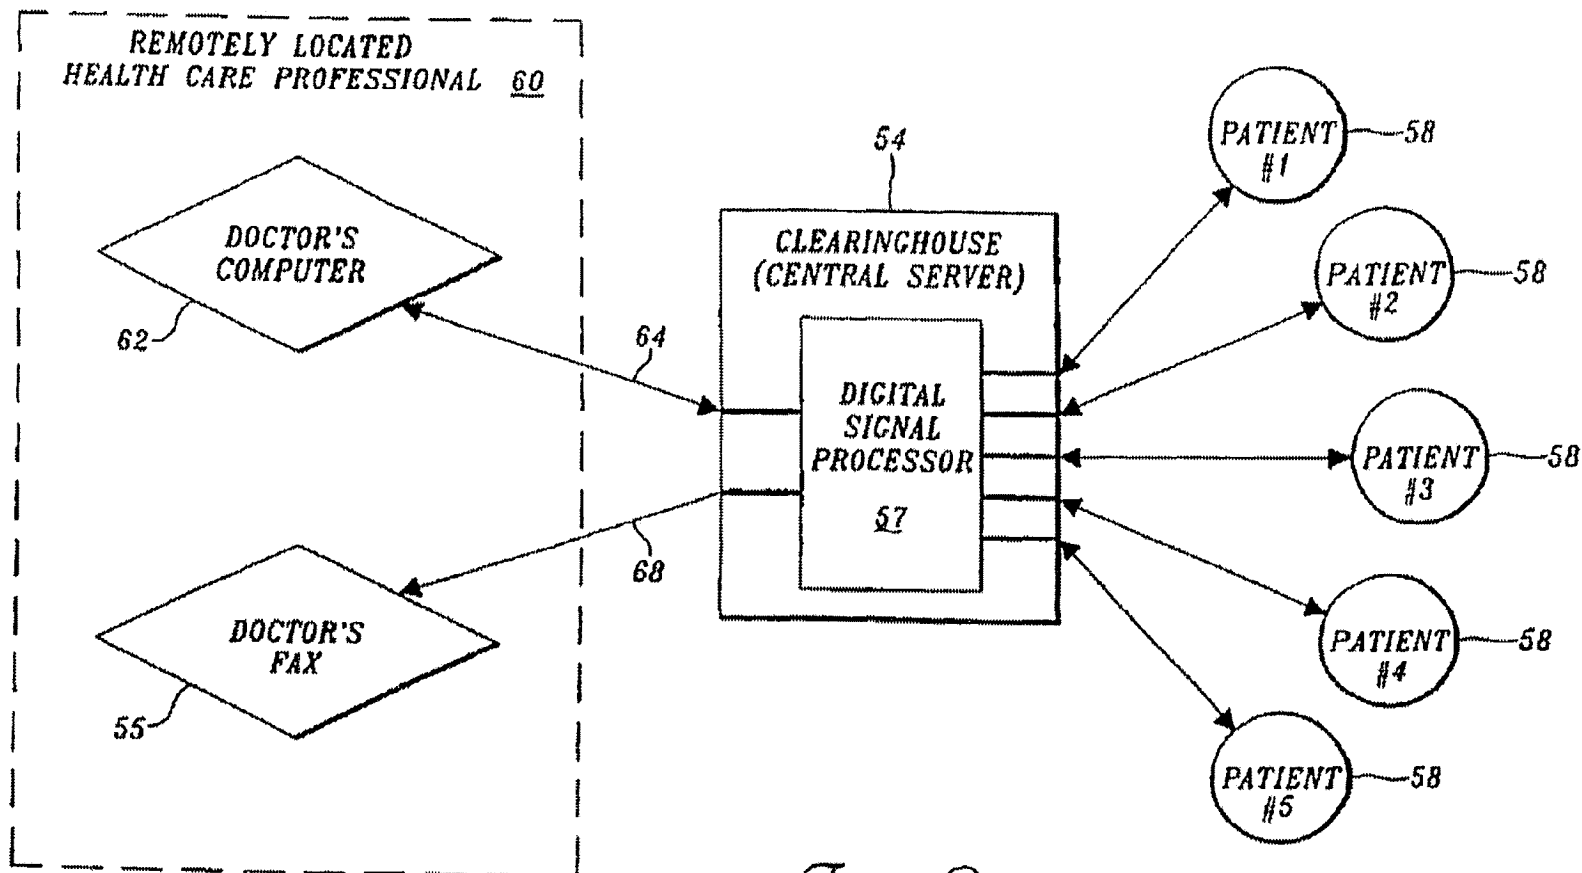 REMOTELY LOCATED
HEALTH CARE PROFESSIONAL 60
DOCTOR'S
COMPUTER
62
64
54
CLEARINGHOUSE
(CENTRAL SERVER)
DIGITAL
SIGNAL
PROCESSOR
57
68
DOCTOR'S
FAX
55
PATIENT
#1
58
PATIENT
#2
58
PATIENT
#3
58
PATIENT
#4
58
PATIENT
#5
58